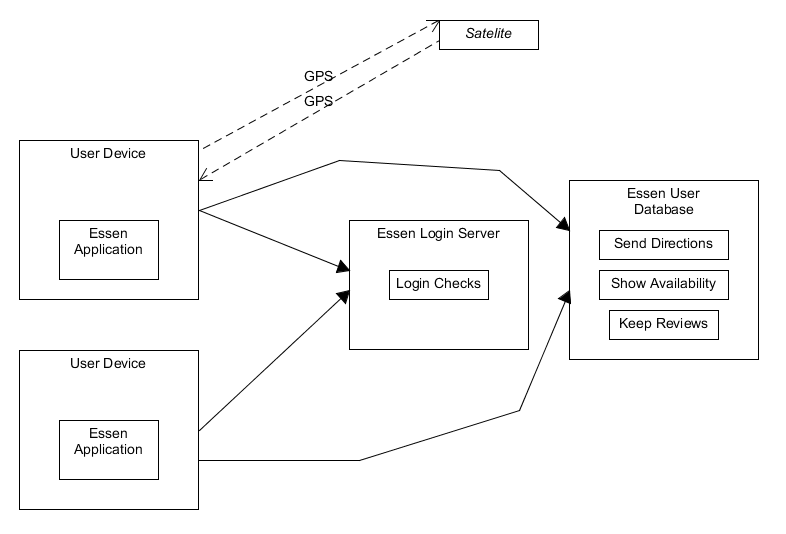 Satelite
GPS
GPS
User Device
Essen
Application
Essen User
Database
Send Directions
Show Availability
Keep Reviews
Essen Login Server
Login Checks
User Device
Essen
Application